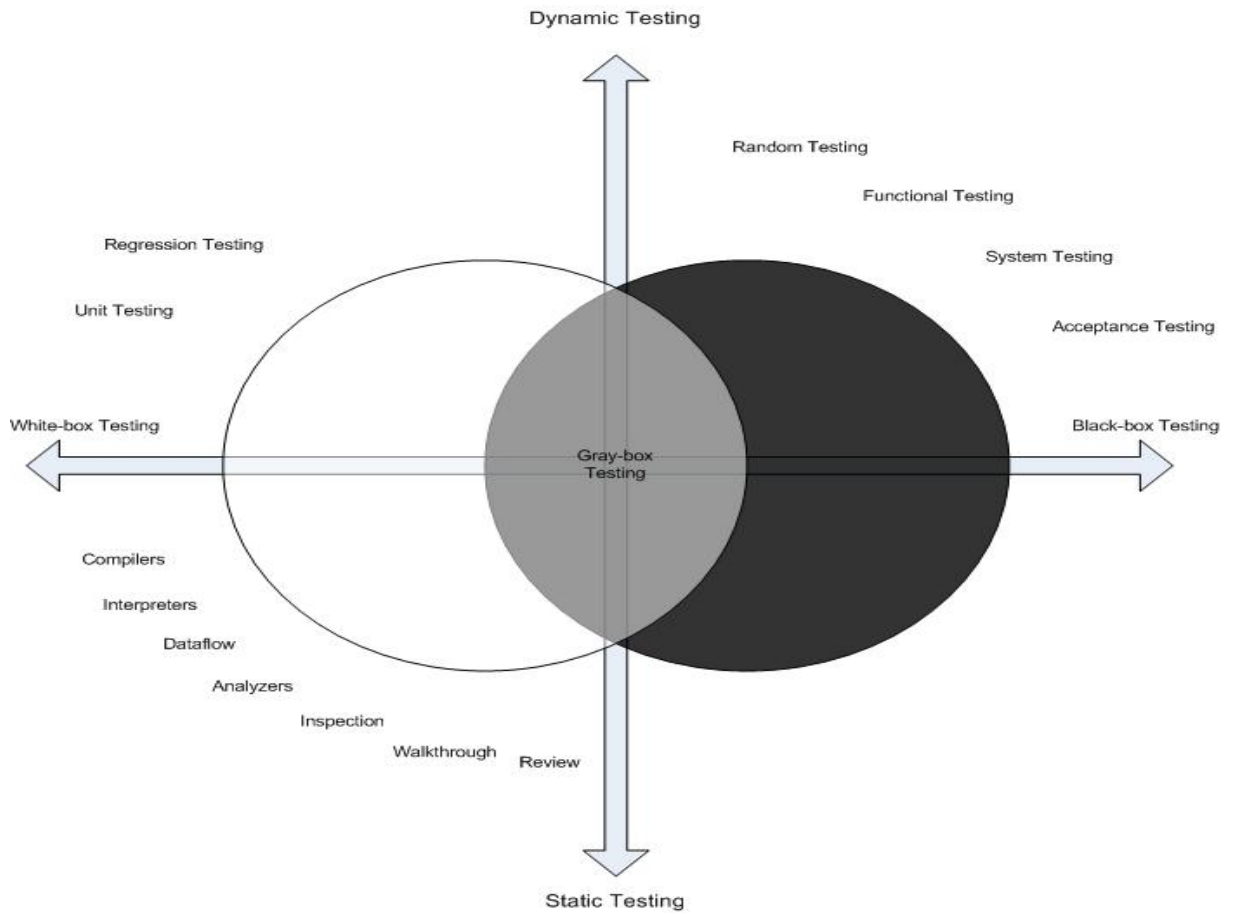 Dynamic Testing
Random Testing
Functional Testing
Regression Testing
System Testing
Unit Testing
Acceptance Testing
White-box Testing
Black-box Testing
Gray-box
Testing
Compilers
Interpreters
Dataflow
Analyzers
Inspection
Walkthrough
Review
Static Testing